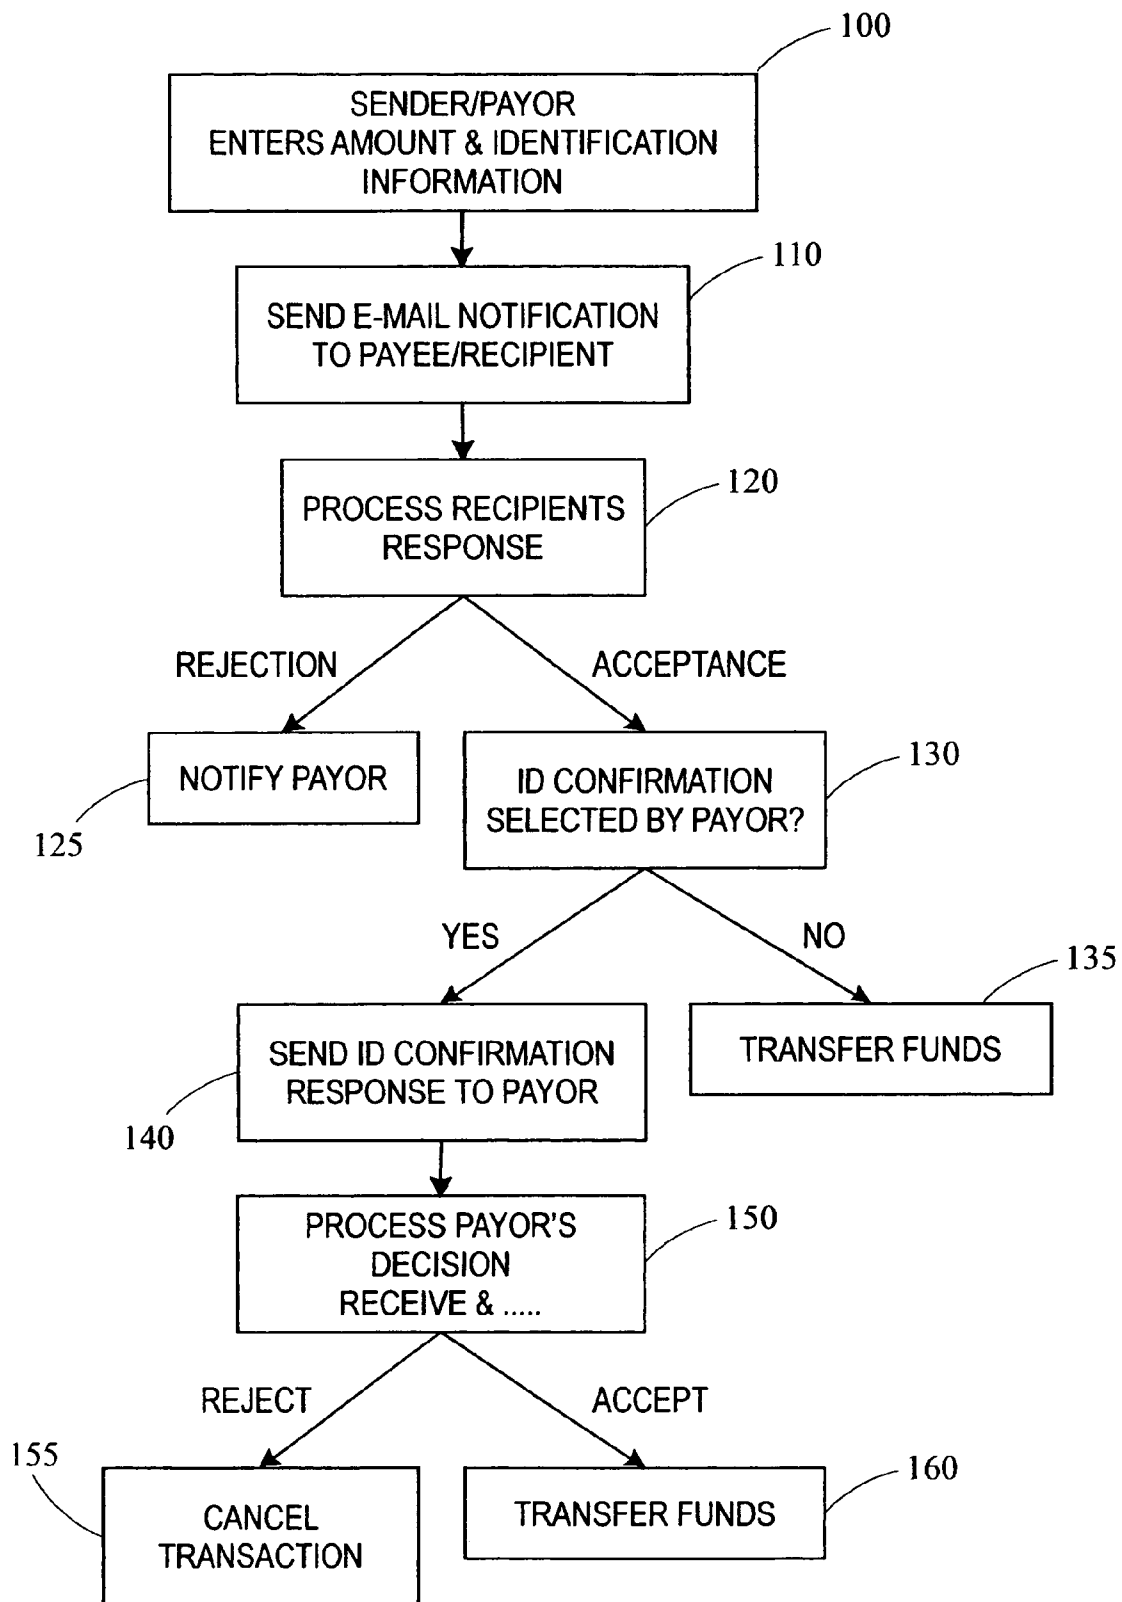 100
SENDER/PAYOR
ENTERS AMOUNT & IDENTIFICATION
INFORMATION
110
SEND E-MAIL NOTIFICATION
TO PAYEE/RECIPIENT
120
PROCESS RECIPIENTS
RESPONSE
REJECTION
ACCEPTANCE
NOTIFY PAYOR
125
130
ID CONFIRMATION
SELECTED BY PAYOR?
YES
NO
135
SEND ID CONFIRMATION
RESPONSE TO PAYOR
140
TRANSFER FUNDS
150
PROCESS PAYOR'S
DECISION
RECEIVE & .....
REJECT
ACCEPT
155
CANCEL
TRANSACTION
160
TRANSFER FUNDS